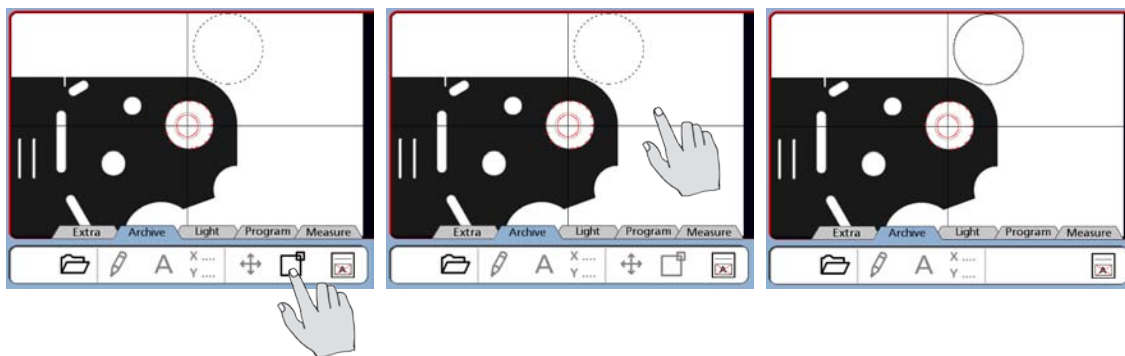 Extra Archive Light Program Measure
A X ....
Y ....
A
Extra Archive Light Program Measure
A X ....
Y ....
A
Extra Archive Light Program Measure
A X ....
Y ....
A